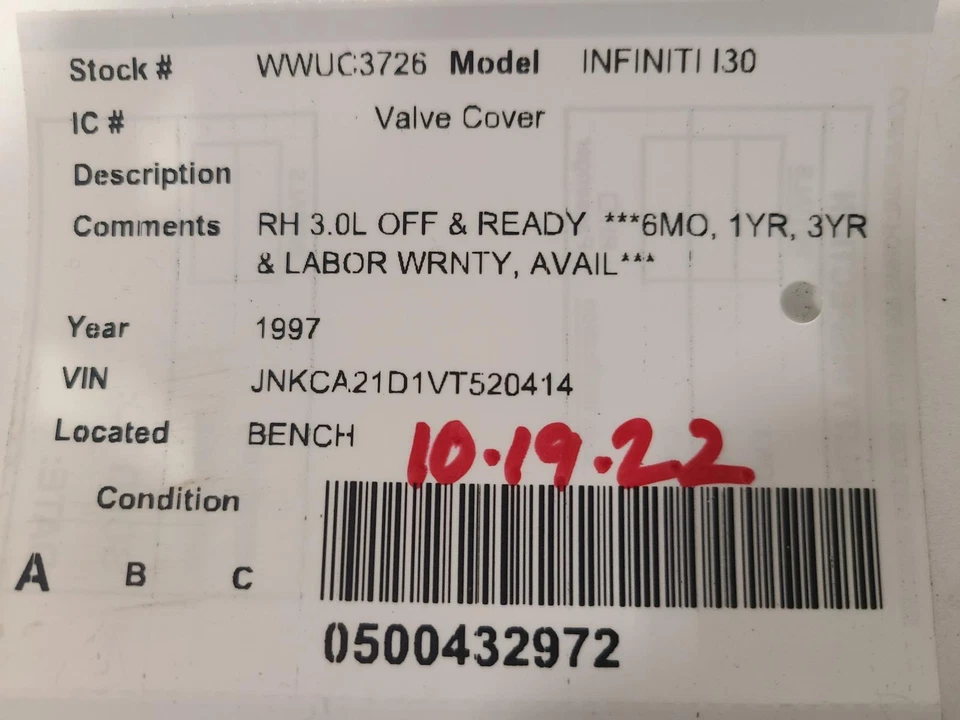 Stock # WWUC3726 Model INFINITI I30
IC # Valve Cover
Description
Comments RH 3.0L OFF & READY ***6MO, 1YR, 3YR
& LABOR WRNTY, AVAIL***
Year 1997
VIN JNKCA21D1VT520414
Located BENCH 10.19.22
Condition
A B C
0500432972